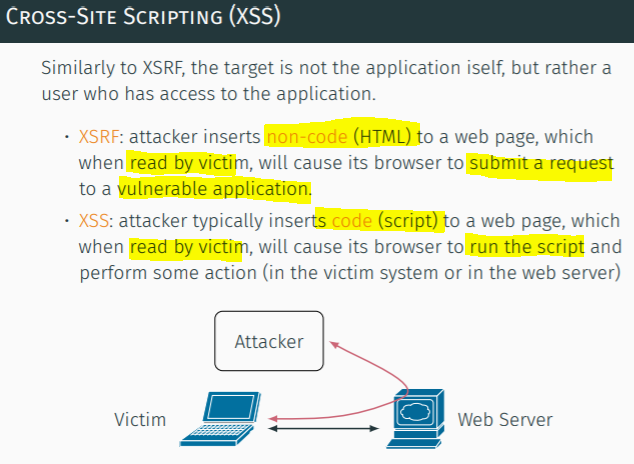 CROSS-SITE SCRIPTING (XSS)
Similarly to XSRF, the target is not the application iself, but rather a
user who has access to the application.
• XSRF: attacker inserts non-code (HTML) to a web page, which
when read by victim, will cause its browser to submit a request
to a vulnerable application.
• XSS: attacker typically inserts code (script) to a web page, which
when read by victim, will cause its browser to run the script and
perform some action (in the victim system or in the web server)
Attacker
Victim
Web Server